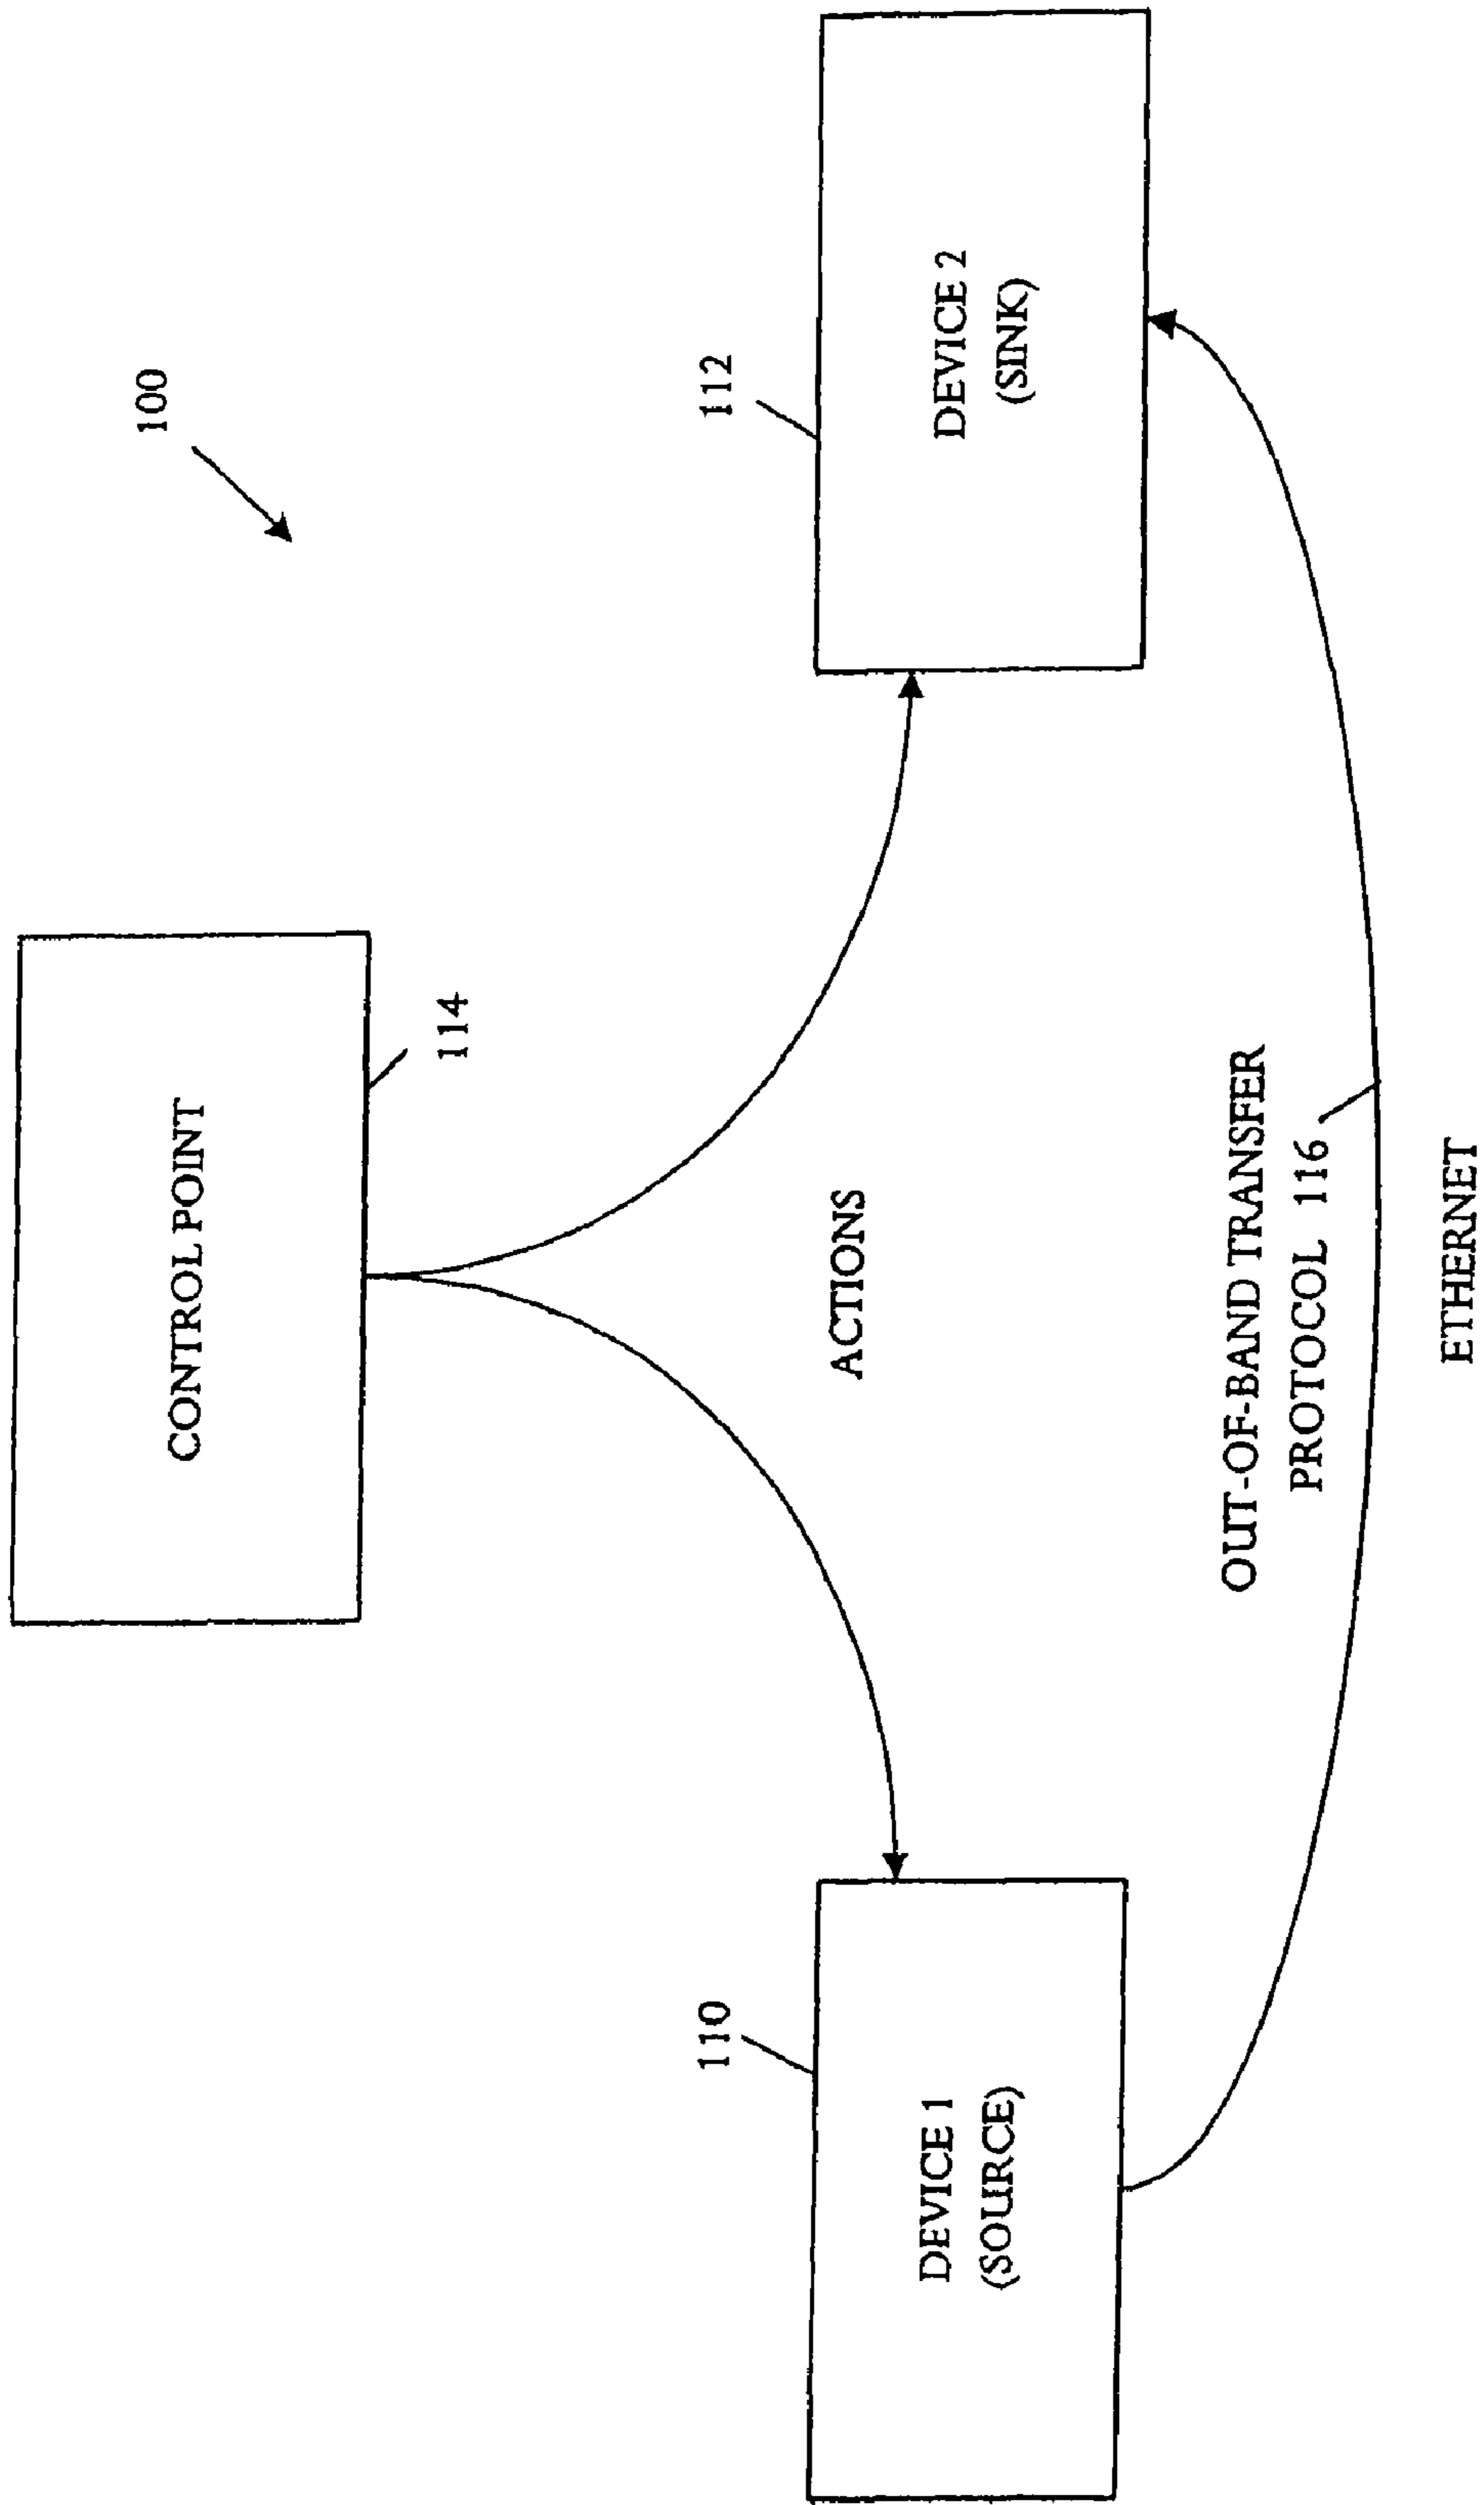 100
CONTROL POINT
114
110
112
ACTIONS
DEVICE 1
(SOURCE)
DEVICE 2
(SINK)
OUT-OF-BAND TRANSFER
PROTOCOL 116
ETHERNET